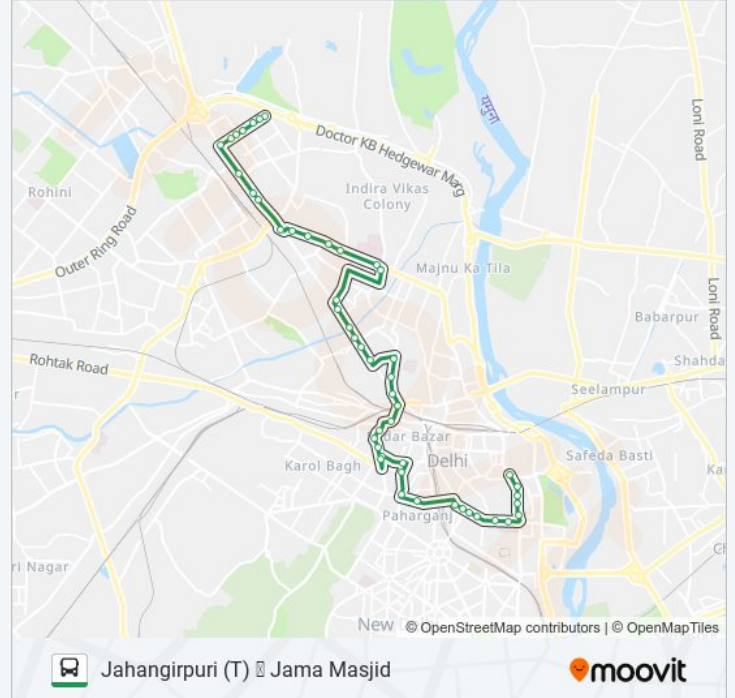 Loni Road
Doctor KB Hedgewar Marg
Rohini
Indira Vikas
Colony
Outer Ring Road
Majnu Ka Tila
Loni Road
Babarpur
Rohtak Road
Shahda
Seelampur
r
dar Bazar
Safeda Basti
Karol Bagh
Delhi
Ka
Paharganj
Ch
ri Nagar
New
© OpenStreetMap contributors | © OpenMapTiles
Jahangirpuri (T) Jama Masjid
moovit